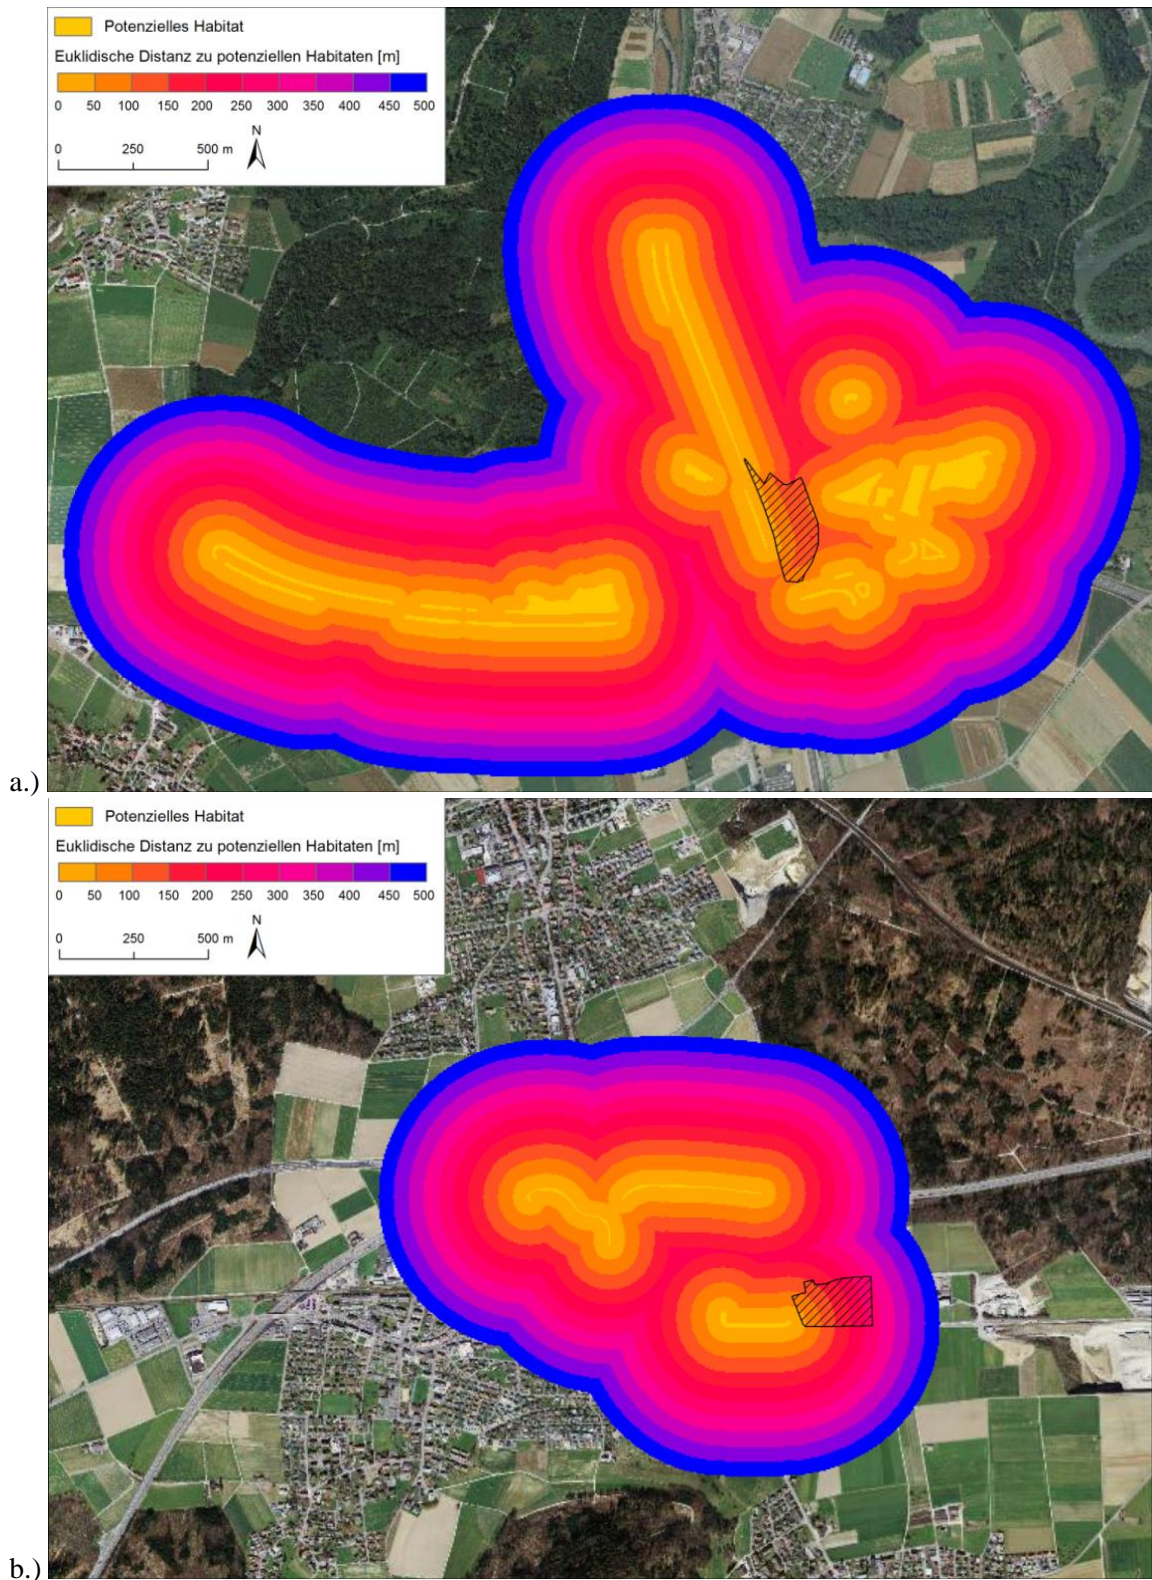 Potenzielles Habitat
Euklidische Distanz zu potenziellen Habitaten [m]
0 50 100 150 200 250 300 350 400 450 500
N
0 250 500 m
a.)
Potenzielles Habitat
Euklidische Distanz zu potenziellen Habitaten [m]
0 50 100 150 200 250 300 350 400 450 500
N
0 250 500 m
b.)